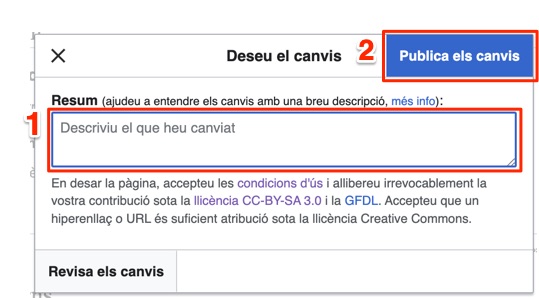 2
Deseu el canvis
Publica els canvis
Resum (ajudeu a entendre els canvis amb una breu descripció, més info):
1
Descriviu el que heu canviat
En desar la pàgina, accepteu les condicions d'ús i allibereu irrevocablement la
vostra contribució sota la llicència CC-BY-SA 3.0 i la GFDL. Accepteu que un
hiperenllaç o URL és suficient atribució sota la llicència Creative Commons.
Revisa els canvis